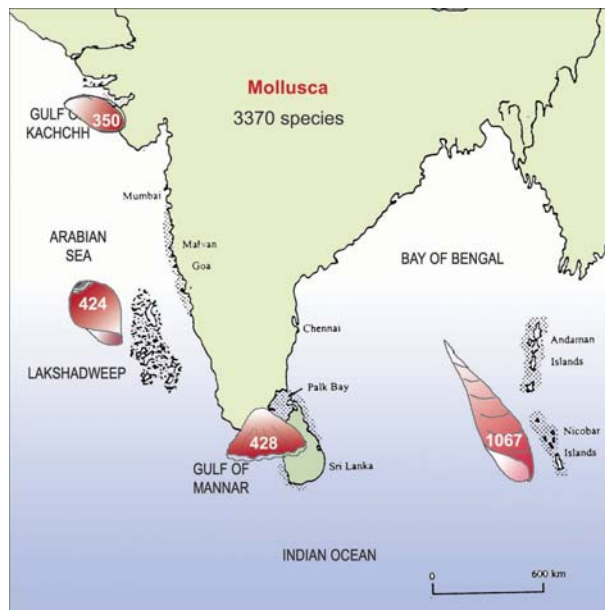 Mollusca
3370 species
GULF OF
KACHCHH
350
Mumbai
ARABIAN
SEA
Malvan
Goa
BAY OF BENGAL
424
LAKSHADWEEP
Chennai
Andaman
Islands
Palk Bay
428
1067
Nicobar
Islands
GULF OF
MANNAR
Sri Lanka
INDIAN OCEAN
0
600 km